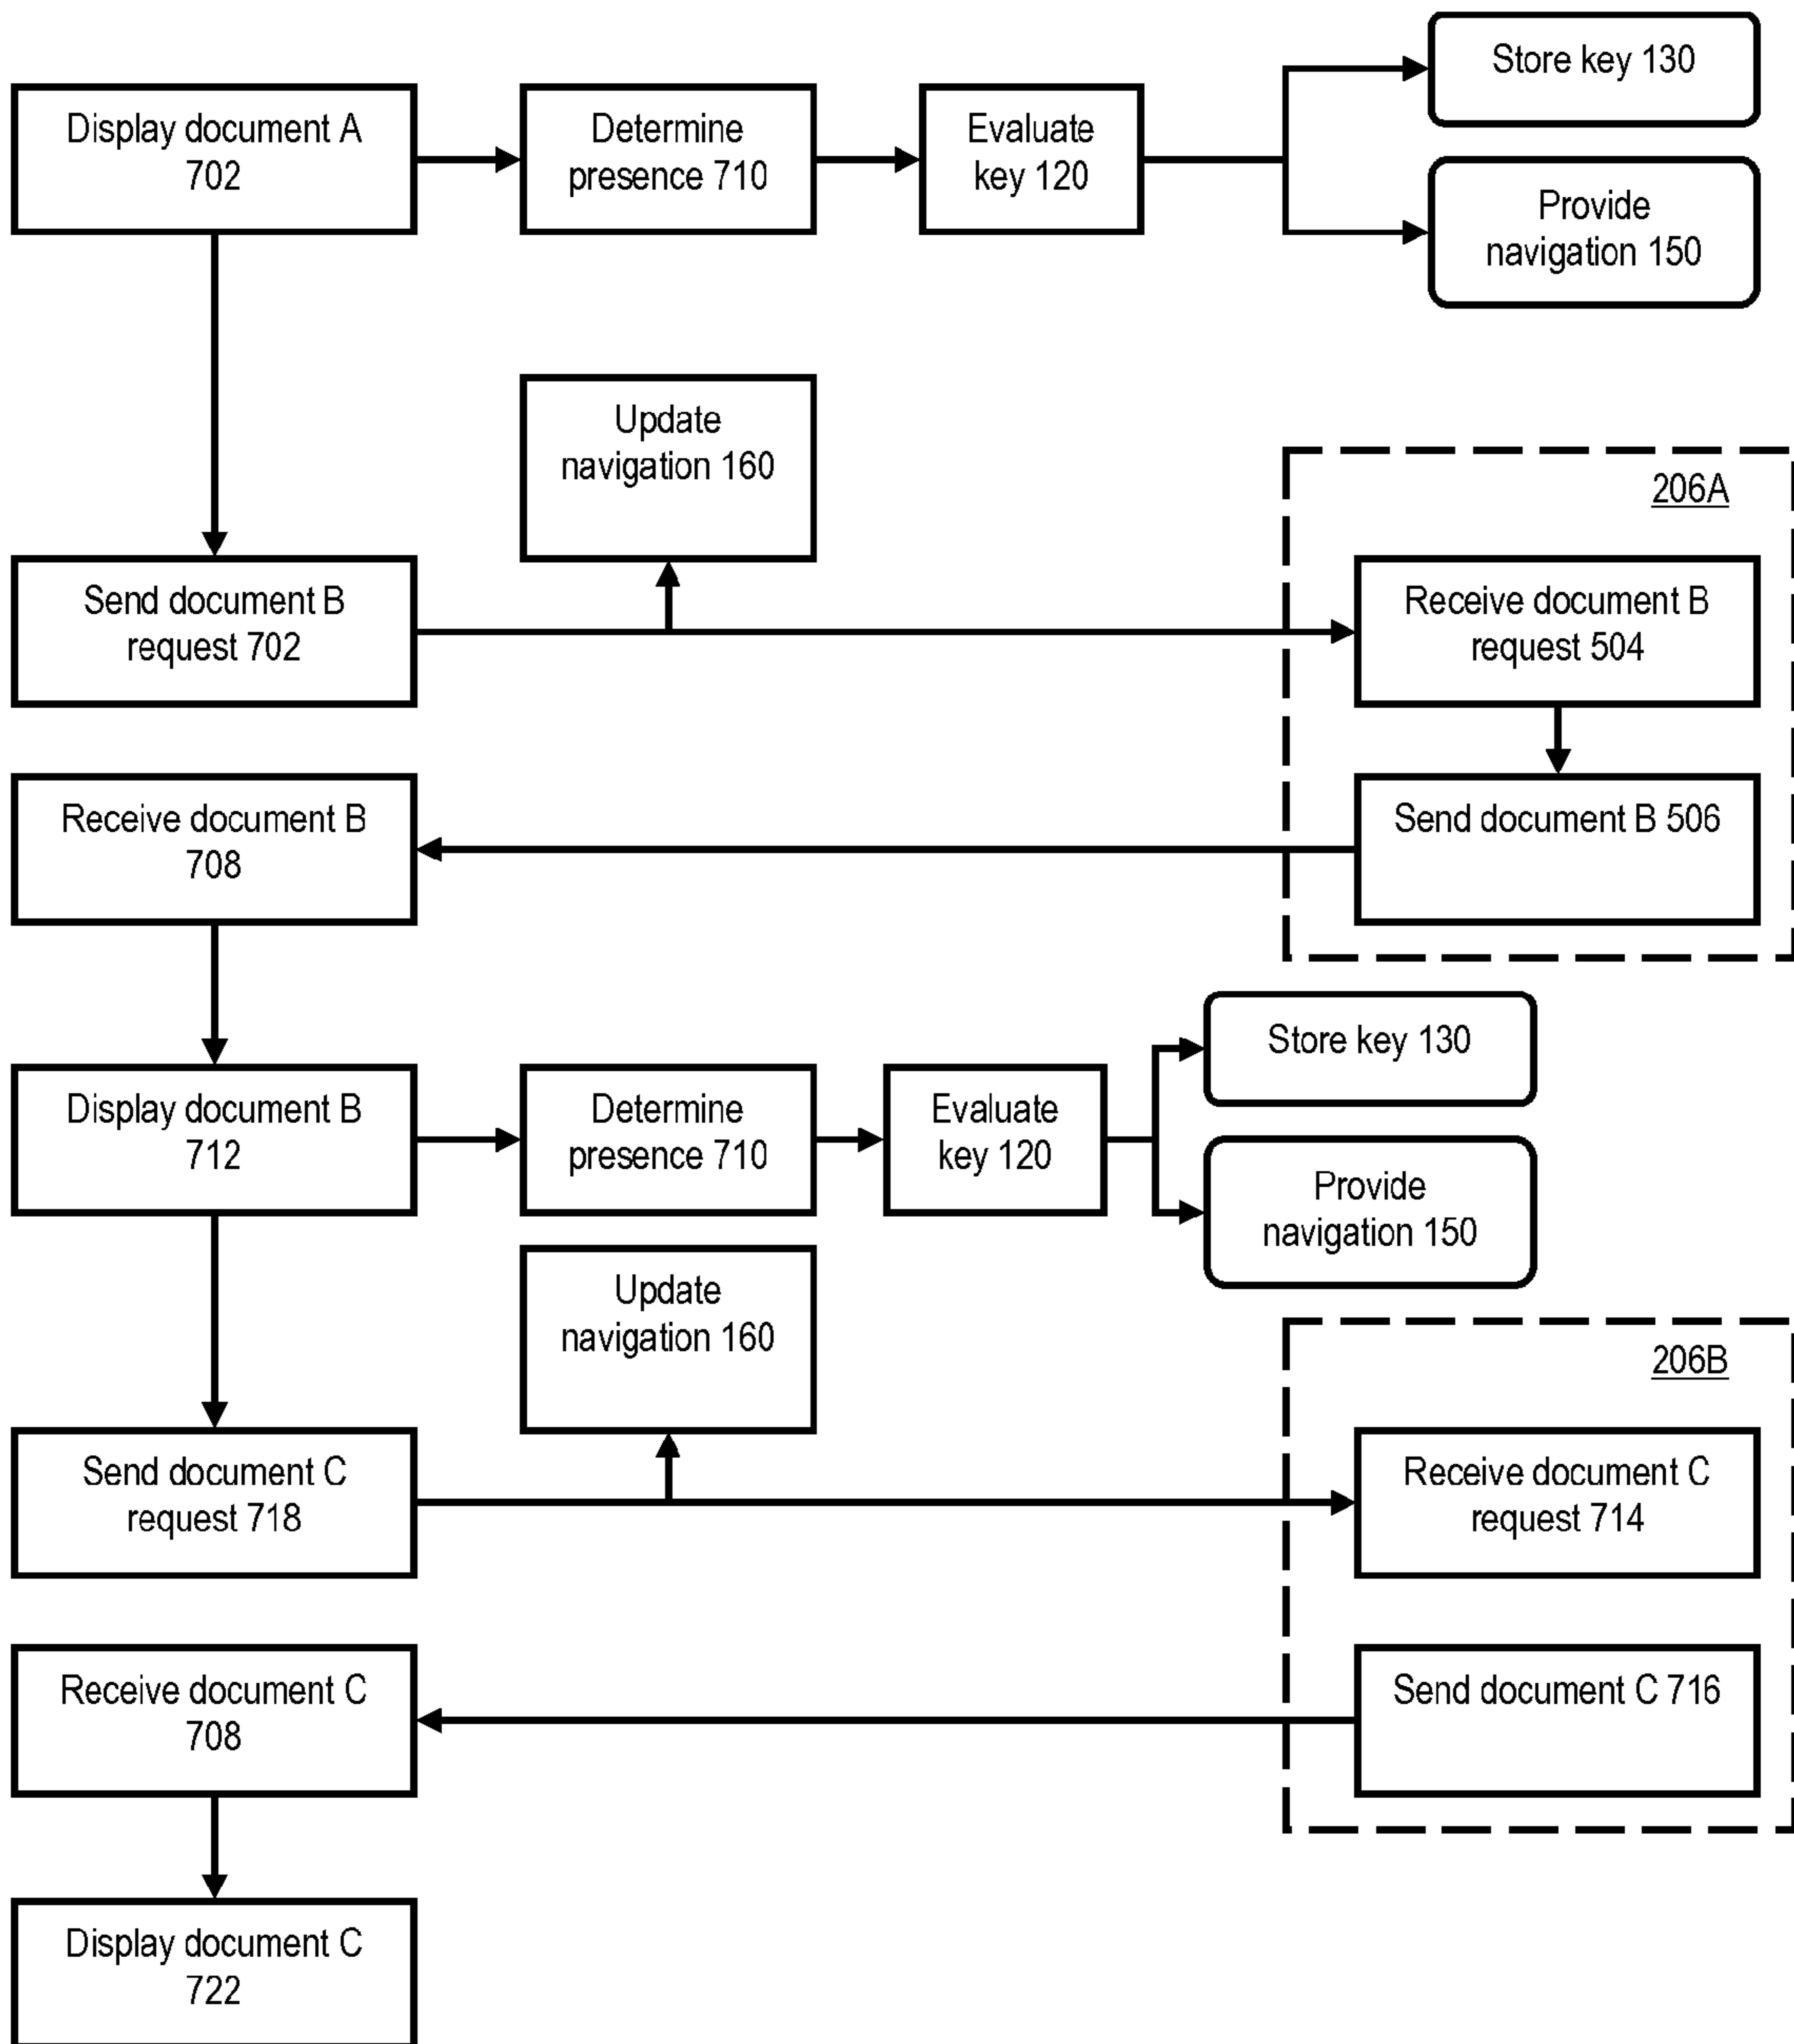 Display document A
702
Determine
presence 710
Evaluate
key 120
Store key 130
Provide
navigation 150
Update
navigation 160
206A
Send document B
request 702
Receive document B
request 504
Receive document B
708
Send document B 506
Display document B
712
Determine
presence 710
Evaluate
key 120
Store key 130
Provide
navigation 150
Update
navigation 160
206B
Send document C
request 718
Receive document C
request 714
Receive document C
708
Send document C 716
Display document C
722